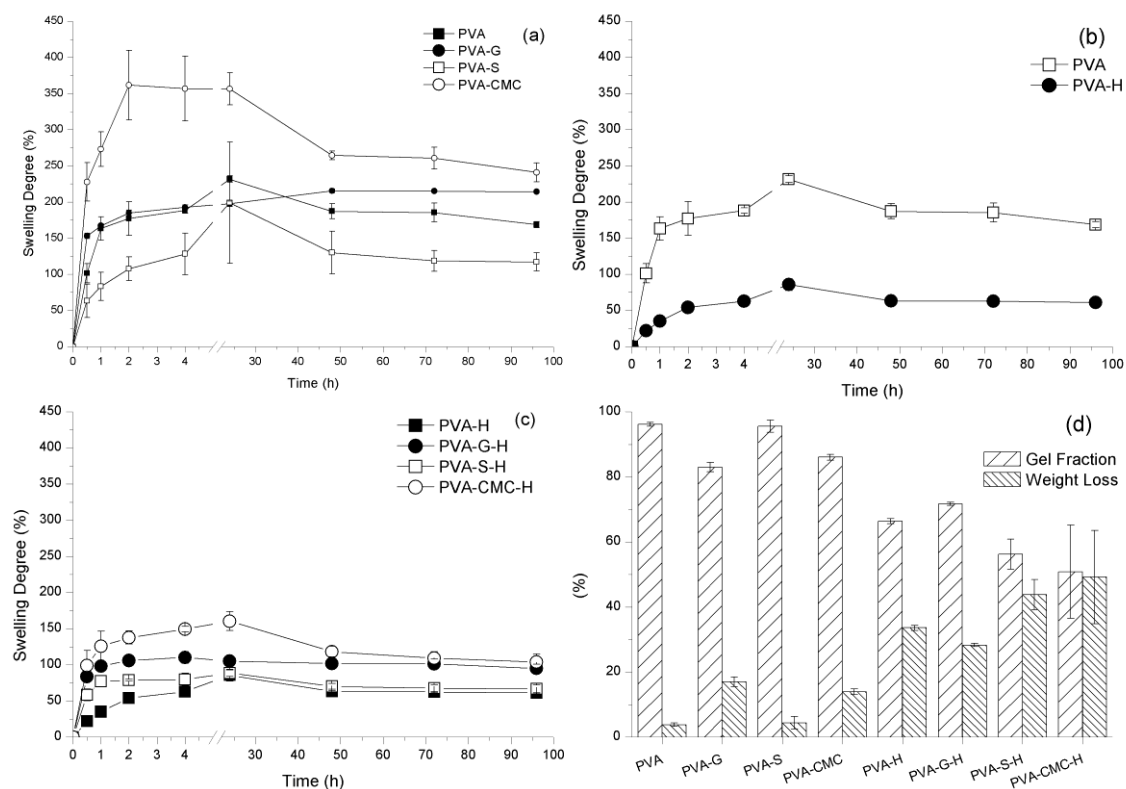 (a)
PVA
PVA-G
PVA-S
PVA-CMC
Swelling Degree (%)
450
400
350
300
250
200
150
100
50
0
0 1 2 3 4 30 40 50 60 70 80 90 100
Time (h)
(b)
PVA
PVA-H
Swelling Degree (%)
450
400
350
300
250
200
150
100
50
0
0 1 2 3 4 30 40 50 60 70 80 90 100
Time (h)
(c)
PVA-H
PVA-G-H
PVA-S-H
PVA-CMC-H
Swelling Degree (%)
450
400
350
300
250
200
150
100
50
0
0 1 2 3 4 30 40 50 60 70 80 90 100
Time (h)
(d)
Gel Fraction
Weight Loss
(%)
100
80
60
40
20
0
PVA PVA-G PVA-S PVA-CMC PVA-H PVA-G-H PVA-S-H PVA-CMC-H